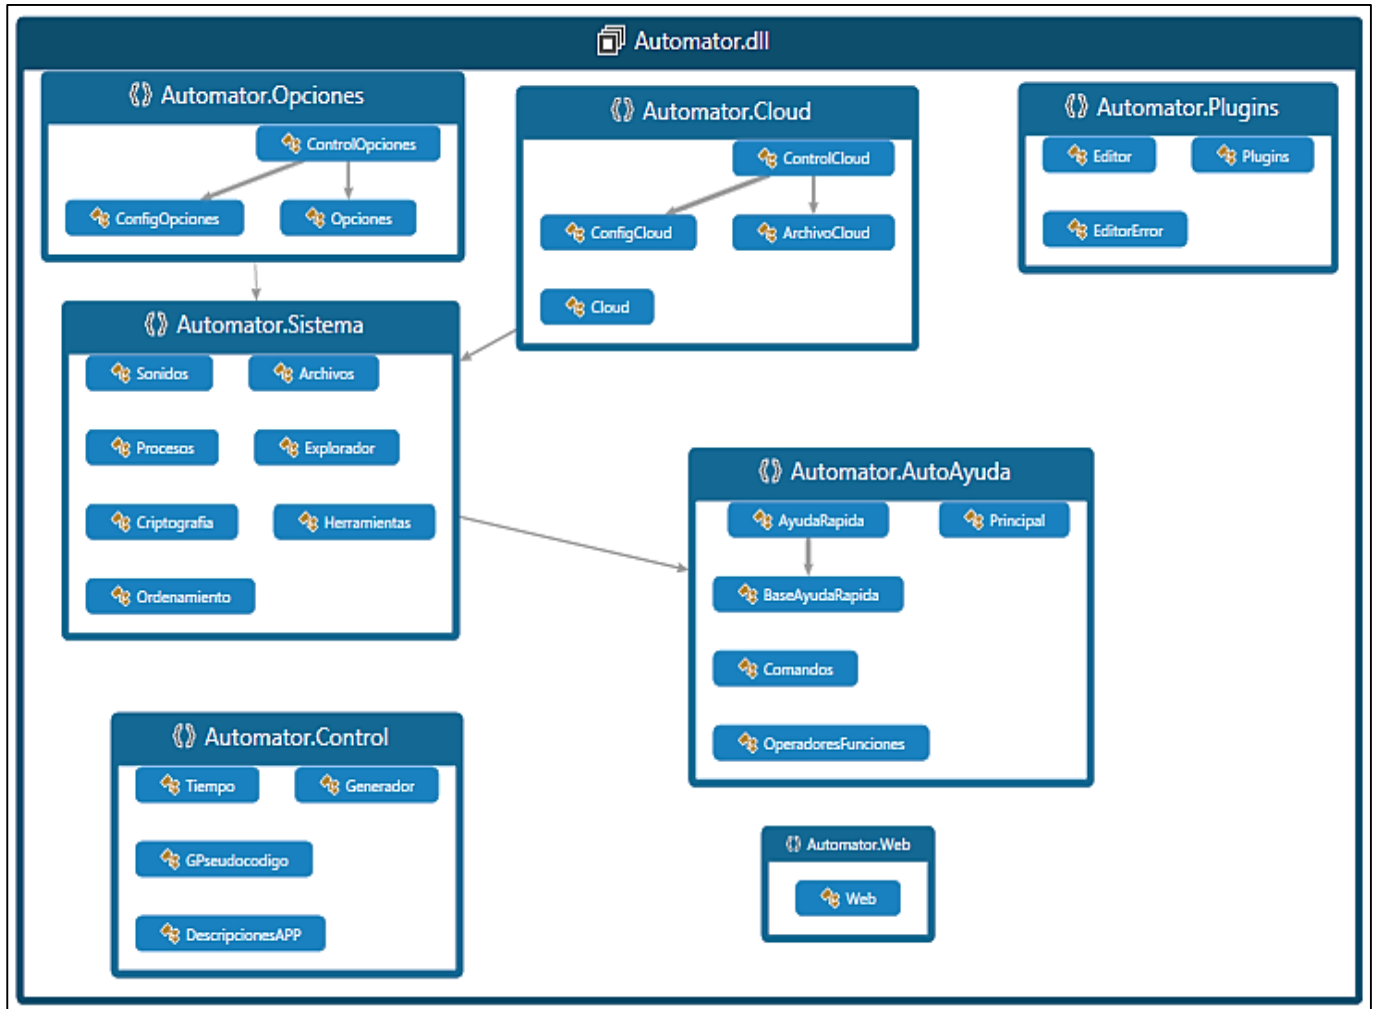 Automator.dll
Automator.Opciones
ControlOpciones
ConfigOpciones
Opciones
Automator.Cloud
ControlCloud
ConfigCloud
ArchivoCloud
Cloud
Automator.Plugins
Editor
Plugins
EditorError
Automator.Sistema
Sonidos
Archivos
Procesos
Explorador
Criptografia
Herramientas
Ordenamiento
Automator.AutoAyuda
AyudaRapida
Principal
BaseAyudaRapida
Comandos
OperadoresFunciones
Automator.Control
Tiempo
Generador
GPseudocodigo
DescripcionesAPP
Automator.Web
Web